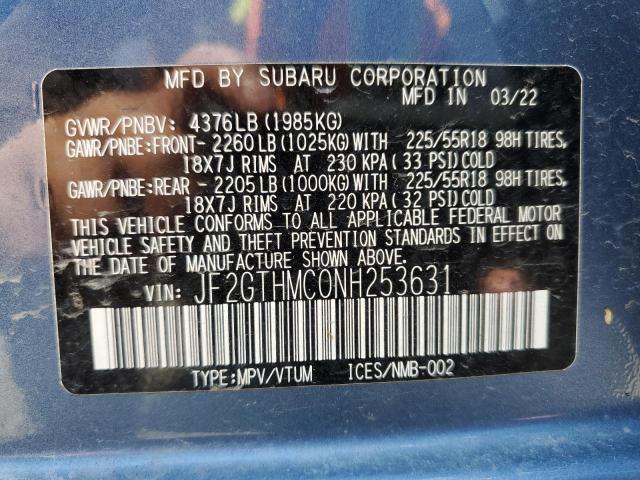 MFD BY SUBARU CORPORATION
MFD IN 03/22
GVWR/PNBV: 4376LB (1985KG)
GAWR/PNBE:FRONT- 2260LB (1025KG)WITH 225/55R18 98H TIRES,
18X7J RIMS AT 230 KPA ( 33 PSI) COLD
GAWR/PNBE:REAR - 2205LB (1000KG) WITH 225/55R18 98H TIRES,
18X7J RIMS AT 220 KPA ( 32 PSI) COLD
THIS VEHICLE CONFORMS TO ALL APPLICABLE FEDERAL MOTOR
VEHICLE SAFETY AND THEFT PREVENTION STANDARDS IN EFFECT ON
THE DATE OF MANUFACTURE SHOWN ABOVE.
VIN: JF2GTHMC0NH253631
TYPE:MPV/VTUM ICES/NMB-002